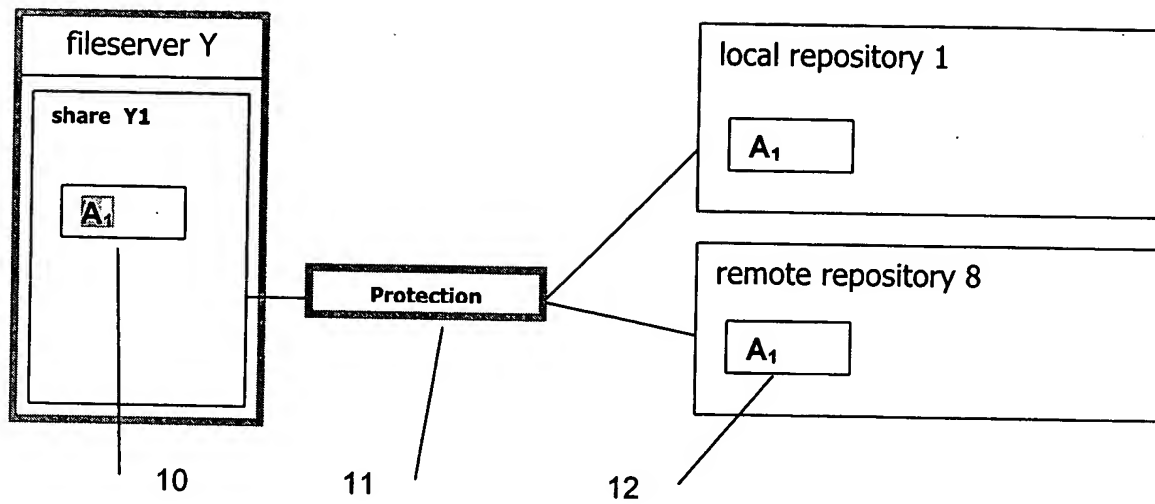 fileserver Y
share Y1
A₁
Protection
local repository 1
A₁
remote repository 8
A₁
10
11
12